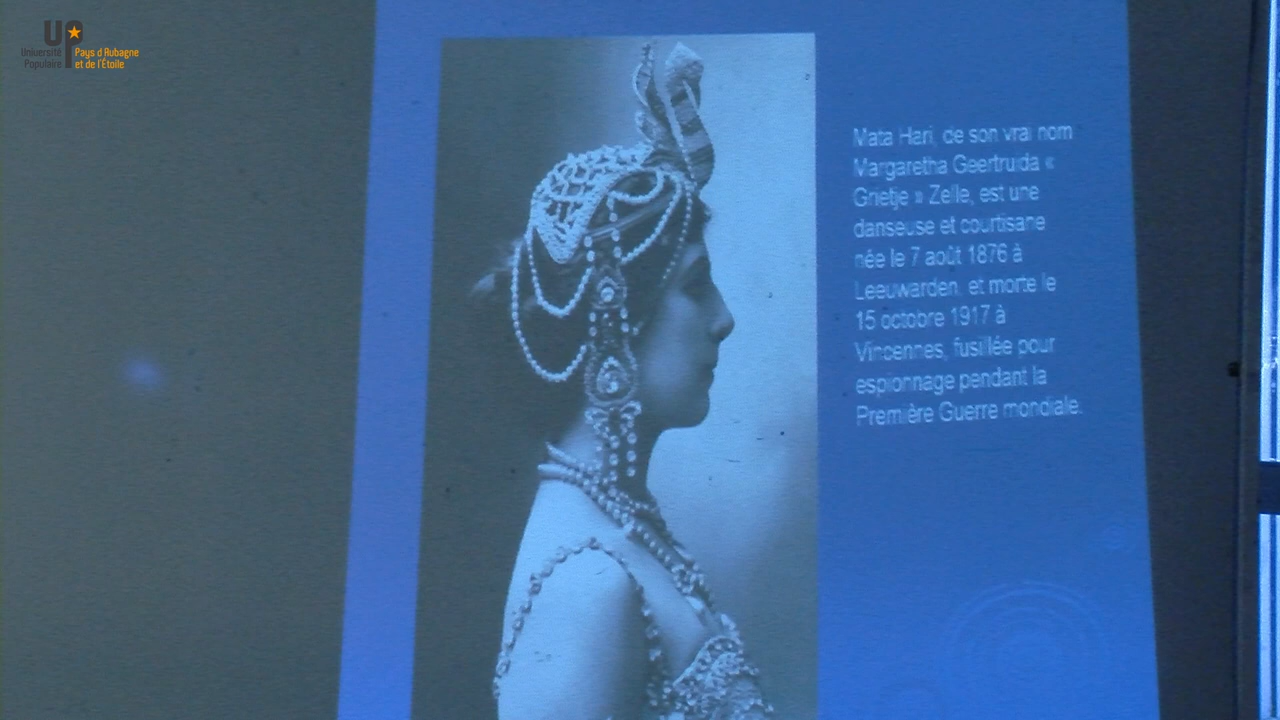 UP
Université
Populaire
Pays d'Aubagne
et de l'Étoile
Mata Hari, de son vrai nom
Margaretha Geertruida «
Grietje » Zelle, est une
danseuse et courtisane
née le 7 août 1876 à
Leeuwarden, et morte le
15 octobre 1917 à
Vincennes, fusillée pour
espionnage pendant la
Première Guerre mondiale.